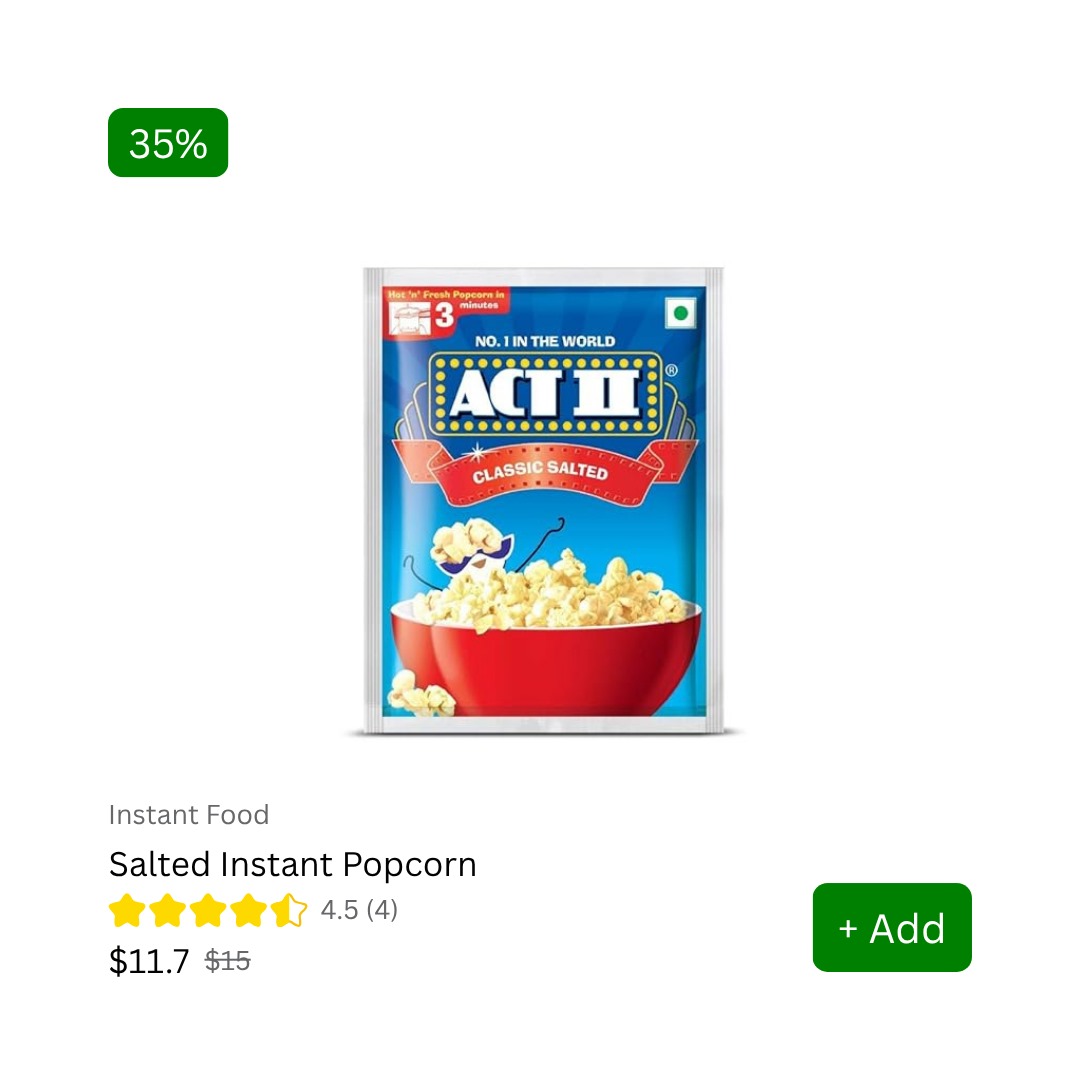 35%
Hot 'n' Fresh Popcorn in
3 minutes
NO. 1 IN THE WORLD
ACT II®
CLASSIC SALTED
Instant Food
Salted Instant Popcorn
4.5 (4)
$11.7 $15
+ Add